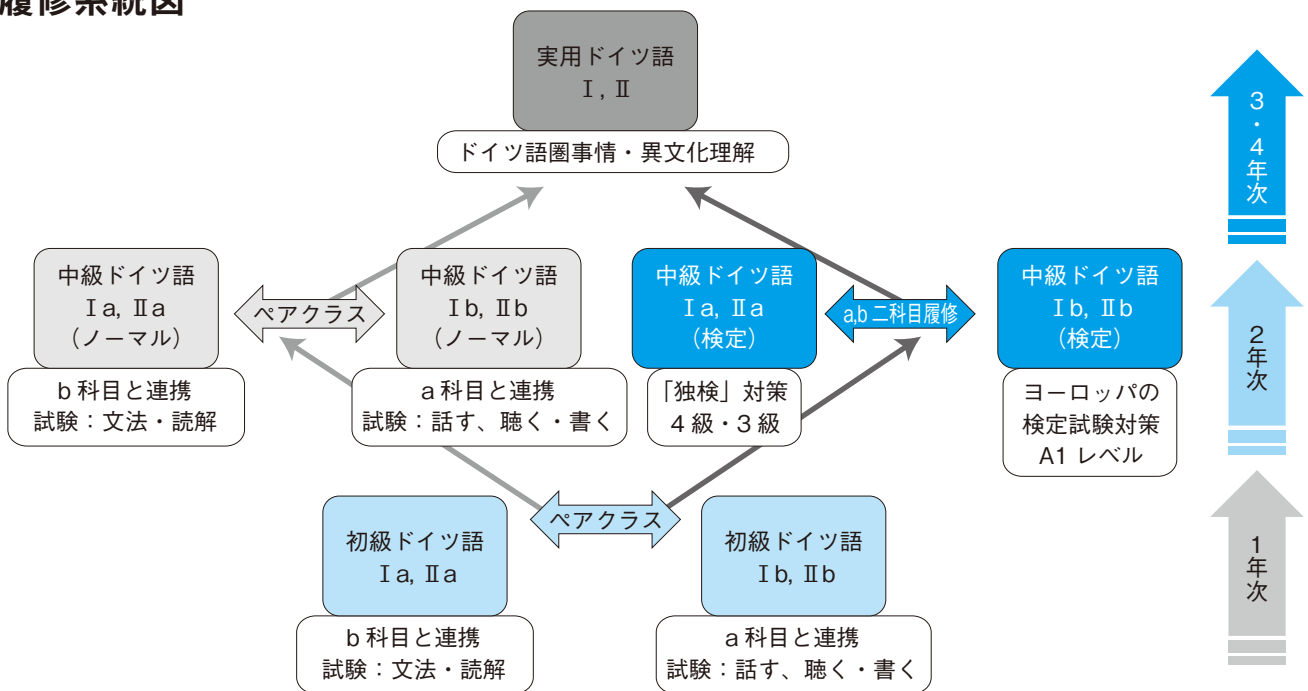 履修系統図
実用ドイツ語
Ⅰ, Ⅱ
ドイツ語圏事情・異文化理解
3・4年次
中級ドイツ語
Ⅰa, Ⅱa
(ノーマル)
b 科目と連携
試験:文法・読解
ペアクラス
中級ドイツ語
Ⅰb, Ⅱb
(ノーマル)
a 科目と連携
試験:話す、聴く・書く
中級ドイツ語
Ⅰa, Ⅱa
(検定)
「独検」対策
4 級・3 級
a,b 二科目履修
中級ドイツ語
Ⅰb, Ⅱb
(検定)
ヨーロッパの
検定試験対策
A1 レベル
2年次
初級ドイツ語
Ⅰa, Ⅱa
b 科目と連携
試験:文法・読解
ペアクラス
初級ドイツ語
Ⅰb, Ⅱb
a 科目と連携
試験:話す、聴く・書く
1年次